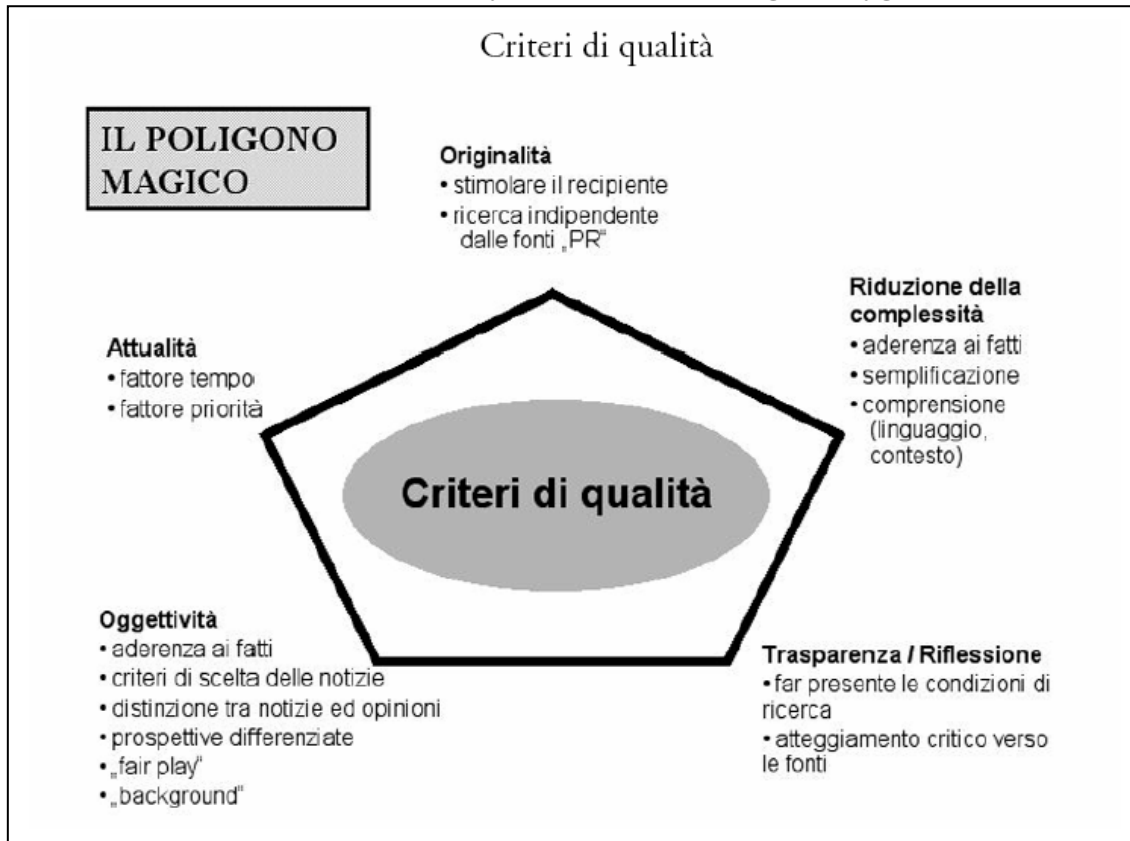 Criteri di qualità
IL POLIGONO
MAGICO
Originalità
• stimolare il recipiente
• ricerca indipendente
dalle fonti „PR“
Riduzione della
complessità
• aderenza ai fatti
• semplificazione
• comprensione
(linguaggio,
contesto)
Attualità
• fattore tempo
• fattore priorità
Criteri di qualità
Oggettività
• aderenza ai fatti
• criteri di scelta delle notizie
• distinzione tra notizie ed opinioni
• prospettive differenziate
• „fair play“
• „background“
Trasparenza / Riflessione
• far presente le condizioni di
ricerca
• atteggiamento critico verso
le fonti